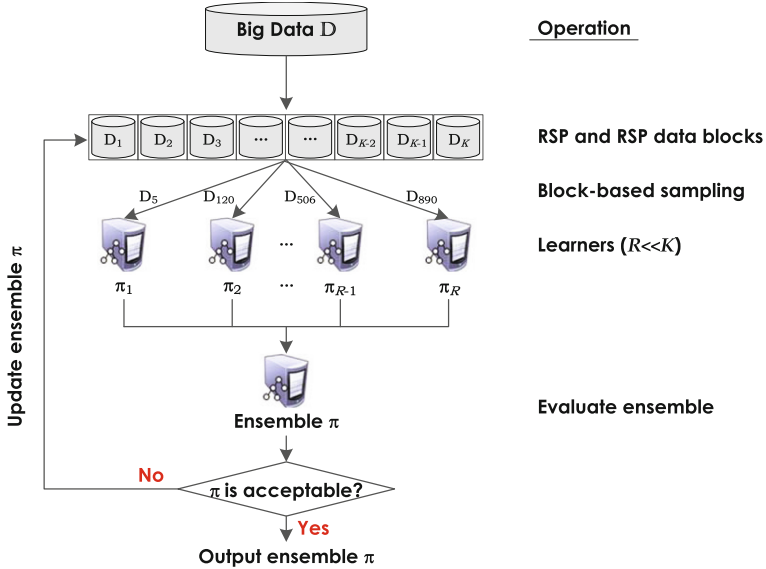 Big Data D
Operation
D1 D2 D3 ... ... DK-2 DK-1 DK
RSP and RSP data blocks
D5 D120 D506 D890
Block-based sampling
...
Learners (R<<K)
π1 π2 ... πR-1 πR
Update ensemble π
Ensemble π
Evaluate ensemble
No
π is acceptable?
Yes
Output ensemble π